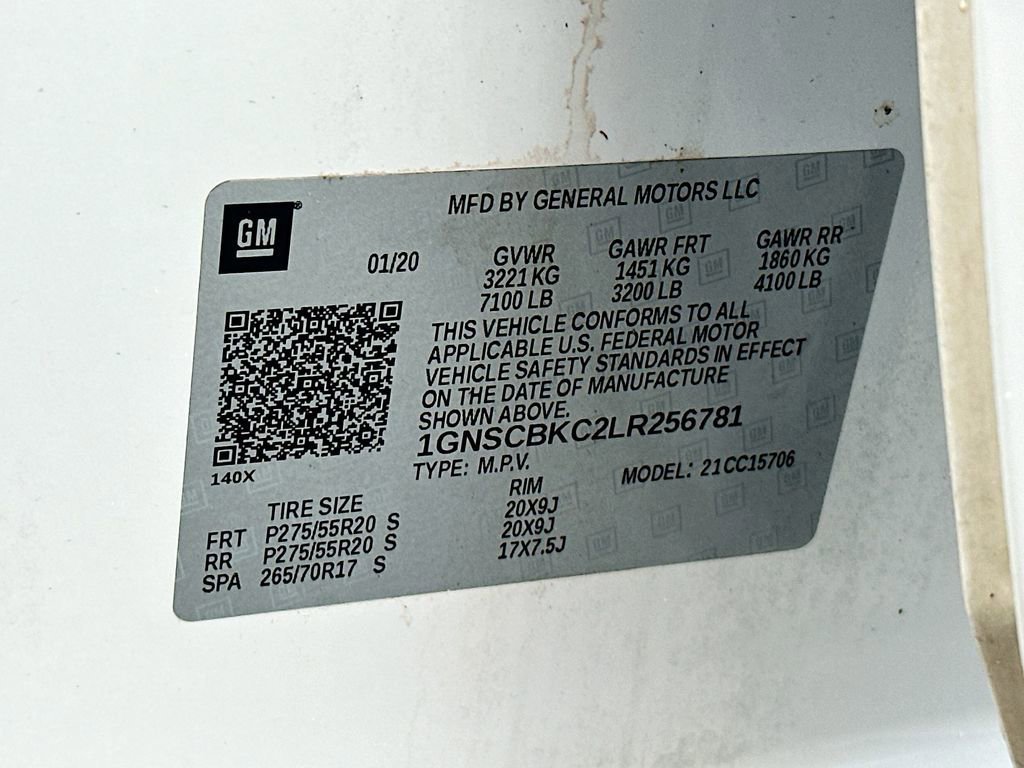 GM
MFD BY GENERAL MOTORS LLC
01/20
GVWR
3221 KG
7100 LB
GAWR FRT
1451 KG
3200 LB
GAWR RR
1860 KG
4100 LB
THIS VEHICLE CONFORMS TO ALL
APPLICABLE U.S. FEDERAL MOTOR
VEHICLE SAFETY STANDARDS IN EFFECT
ON THE DATE OF MANUFACTURE
SHOWN ABOVE.
1GNSCBKC2LR256781
140X
TYPE: M.P.V.
MODEL: 21CC15706
TIRE SIZE
RIM
FRT P275/55R20 S 20X9J
RR P275/55R20 S 20X9J
SPA 265/70R17 S 17X7.5J